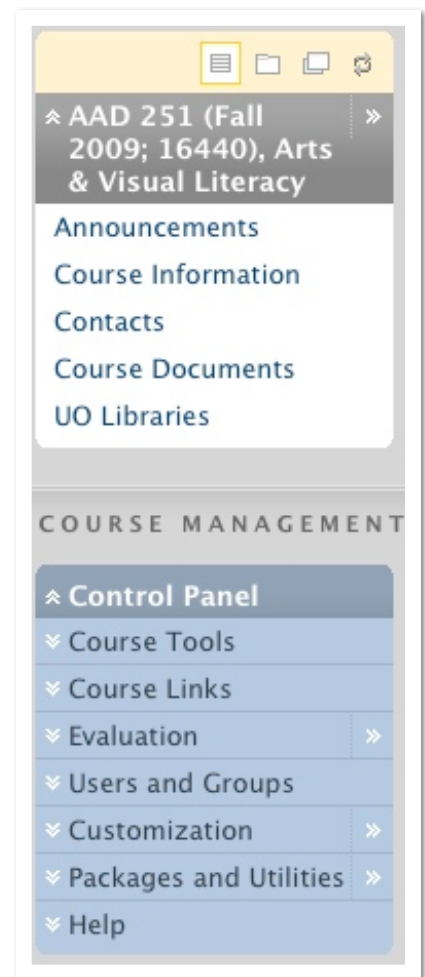 AAD 251 (Fall
2009; 16440), Arts
& Visual Literacy
Announcements
Course Information
Contacts
Course Documents
UO Libraries
COURSE MANAGEMENT
Control Panel
Course Tools
Course Links
Evaluation
Users and Groups
Customization
Packages and Utilities
Help